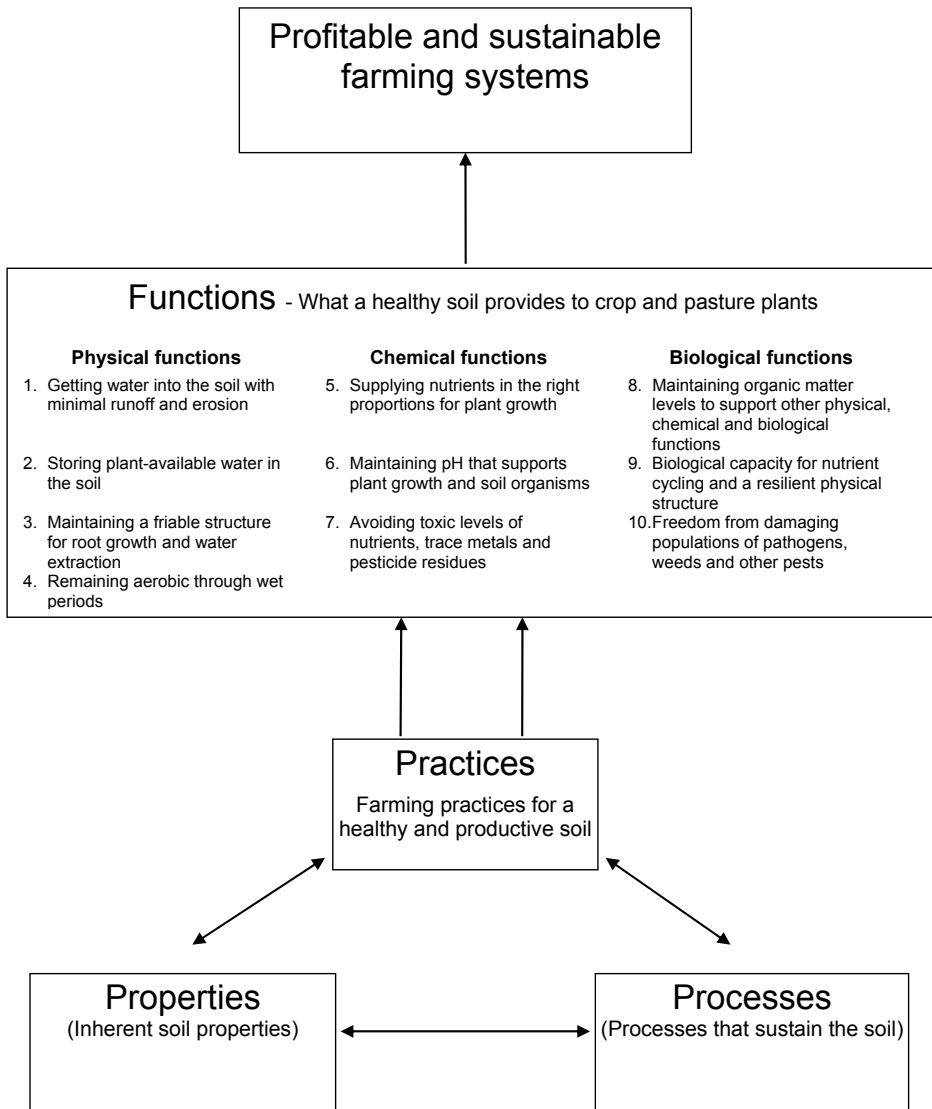 Profitable and sustainable
farming systems
Functions - What a healthy soil provides to crop and pasture plants
Physical functions
1. Getting water into the soil with
minimal runoff and erosion
2. Storing plant-available water in
the soil
3. Maintaining a friable structure
for root growth and water
extraction
4. Remaining aerobic through wet
periods
Chemical functions
5. Supplying nutrients in the right
proportions for plant growth
6. Maintaining pH that supports
plant growth and soil organisms
7. Avoiding toxic levels of
nutrients, trace metals and
pesticide residues
Biological functions
8. Maintaining organic matter
levels to support other physical,
chemical and biological
functions
9. Biological capacity for nutrient
cycling and a resilient physical
structure
10. Freedom from damaging
populations of pathogens,
weeds and other pests
Practices
Farming practices for a
healthy and productive soil
Properties
(Inherent soil properties)
Processes
(Processes that sustain the soil)